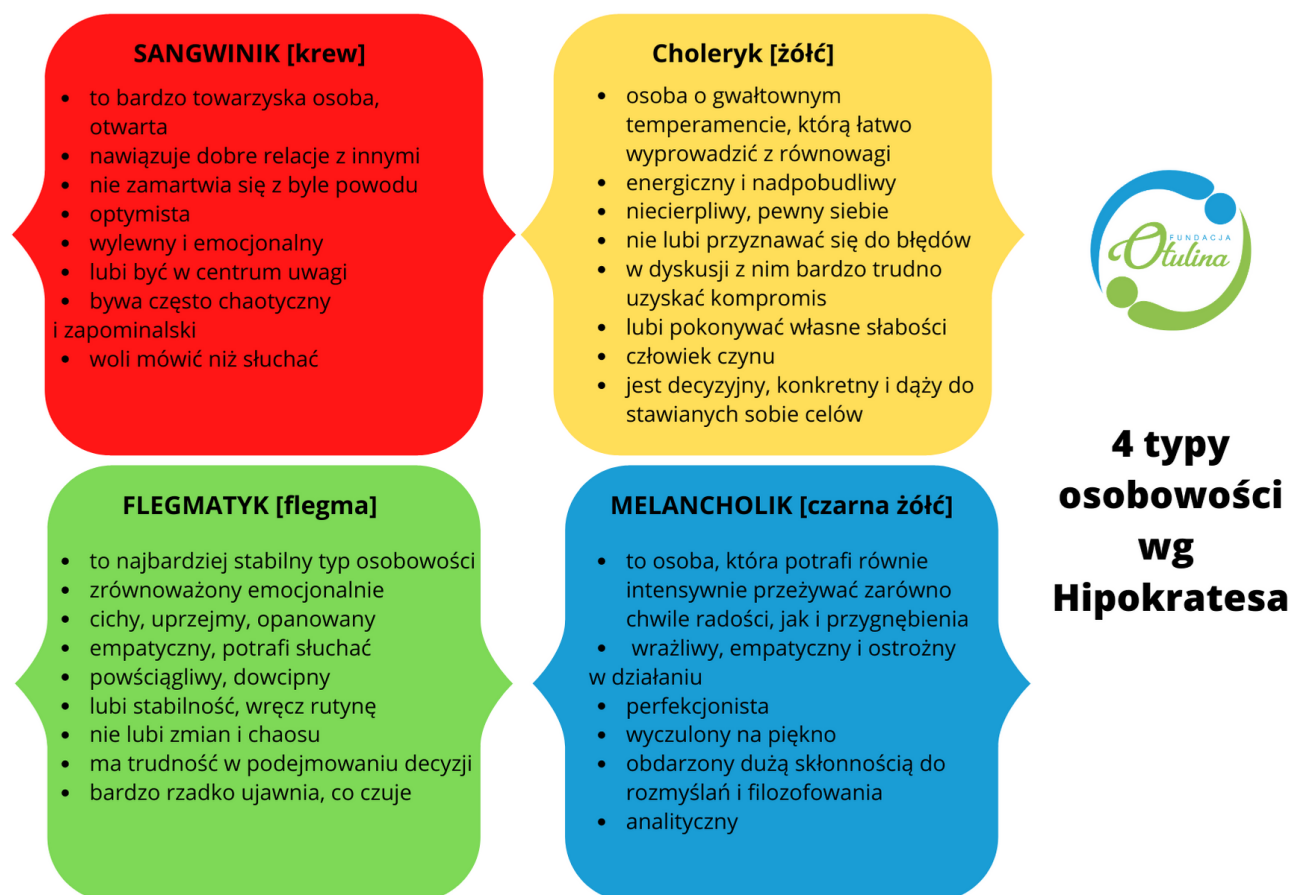 SANGWINIK [krew]
• to bardzo towarzyska osoba,
otwarta
• nawiązuje dobre relacje z innymi
• nie zamartwia się z byle powodu
• optymista
• wylewny i emocjonalny
• lubi być w centrum uwagi
• bywa często chaotyczny
i zapominalski
• woli mówić niż słuchać
Choleryk [żółć]
• osoba o gwałtownym
temperamencie, którą łatwo
wyprowadzić z równowagi
• energiczny i nadpobudliwy
• niecierpliwy, pewny siebie
• nie lubi przyznawać się do błędów
• w dyskusji z nim bardzo trudno
uzyskać kompromis
• lubi pokonywać własne słabości
• człowiek czynu
• jest decyzyjny, konkretny i dąży do
stawianych sobie celów
FLEGMATYK [flegma]
• to najbardziej stabilny typ osobowości
• zrównoważony emocjonalnie
• cichy, uprzejmy, opanowany
• empatyczny, potrafi słuchać
• powściągliwy, dowcipny
• lubi stabilność, wręcz rutynę
• nie lubi zmian i chaosu
• ma trudność w podejmowaniu decyzji
• bardzo rzadko ujawnia, co czuje
MELANCHOLIK [czarna żółć]
• to osoba, która potrafi równie
intensywnie przeżywać zarówno
chwile radości, jak i przygnębienia
• wrażliwy, empatyczny i ostrożny
w działaniu
• perfekcjonista
• wyczulony na piękno
• obdarzony dużą skłonnością do
rozmyślań i filozofowania
• analityczny
FUNDACJA
Otulina
4 typy
osobowości
wg
Hipokratesa